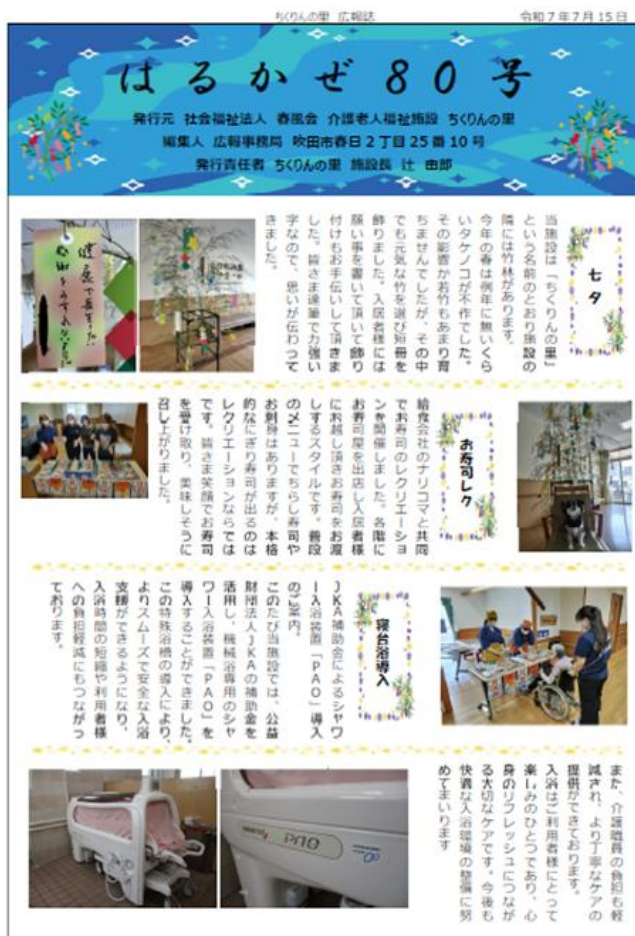 ちくりんの里 広報誌
令和7年7月15日
はるかぜ80号
発行元 社会福祉法人 春風会 介護老人福祉施設 ちくりんの里
編集人 広報事務局 吹田市春日2丁目25番10号
発行責任者 ちくりんの里 施設長 辻 由郎
七夕
当施設は「ちくりんの里」
という名前のとおり施設の
隣には竹林があります。
今年の春は例年に無いくら
いタケノコが不作でした。
その影響か若竹もあまり育
ちませんでしたが、その中
でも元気な竹を選び短冊を
飾りました。入居者様には
願い事を書いて頂いて飾り
付けもお手伝いして頂きま
した。皆さま達筆で力強い
字なので、思いが伝わって
きました。
健康で長生き
お寿司レク
給食会社のナリコマと共同
でお寿司のレクリエーショ
ンを開催しました。各階に
お寿司屋を出店し入居者様
にお越し頂きお寿司をお渡
しするスタイルです。普段
のメニューでちらし寿司や
お刺身はありますが、本格
的なにぎり寿司が出るのは
レクリエーションならでは
です。皆さま笑顔でお寿司
を受け取り、美味しそうに
召し上がりました。
寝台浴導入
JKA補助金によるシャワ
ー入浴装置「PAO」導入
のご案内。
このたび当施設では、公益
財団法人JKAの補助金を
活用し、機械浴専用のシャ
ワー入浴装置「PAO」を
導入することができました。
この特殊浴槽の導入により、
よりスムーズで安全な入浴
支援ができるようになり、
入浴時間の短縮や利用者様
への負担軽減にもつながっ
ております。
また、介護職員の負担も軽
減され、より丁寧なケアの
提供ができております。
入浴はご利用者様にとって
楽しみのひとつであり、心
身のリフレッシュにつなが
る大切なケアです。今後も
快適な入浴環境の整備に努
めてまいります
PAO